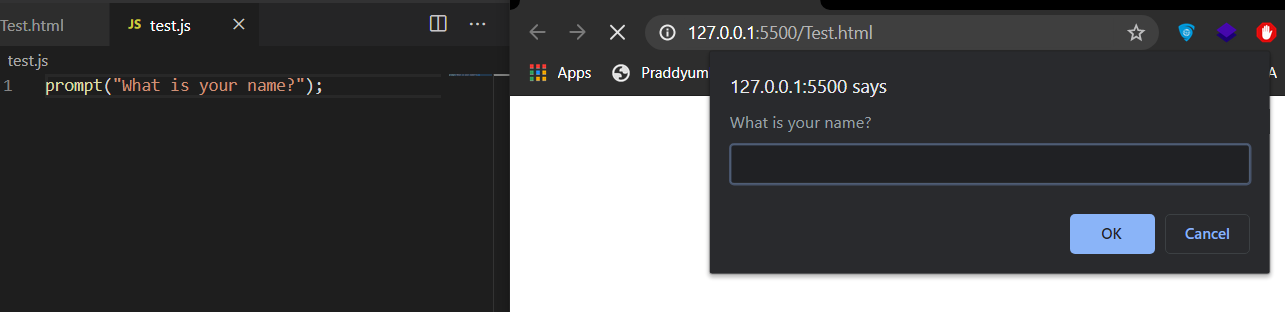 Test.html
JS test.js
test.js
1 prompt("What is your name?");
127.0.0.1:5500/Test.html
Apps
Praddyum
A
127.0.0.1:5500 says
What is your name?
OK
Cancel